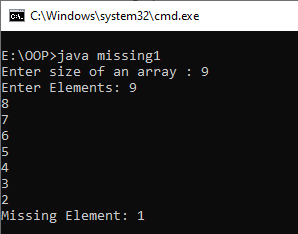 C:\Windows\system32\cmd.exe
E:\OOP>java missing1
Enter size of an array : 9
Enter Elements: 9
8
7
6
5
4
3
2
Missing Element: 1